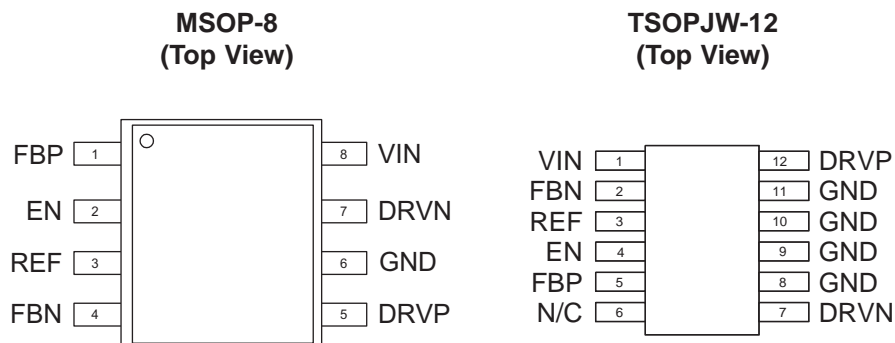 MSOP-8
(Top View)
FBP 1
8 VIN
EN 2
7 DRVN
REF 3
6 GND
FBN 4
5 DRVP
TSOPJW-12
(Top View)
VIN 1
12 DRVP
FBN 2
11 GND
REF 3
10 GND
EN 4
9 GND
FBP 5
8 GND
N/C 6
7 DRVN